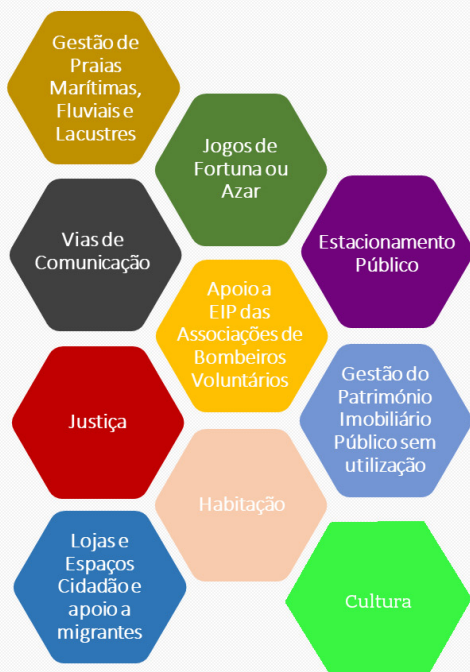 Gestão de
Praias
Marítimas,
Fluviais e
Lacustres
Jogos de
Fortuna ou
Azar
Vias de
Comunicação
Estacionamento
Público
Apoio a
EIP das
Associações de
Bombeiros
Voluntários
Justiça
Gestão do
Património
Imobiliário
Público sem
utilização
Habitação
Lojas e
Espaços
Cidadão e
apoio a
migrantes
Cultura